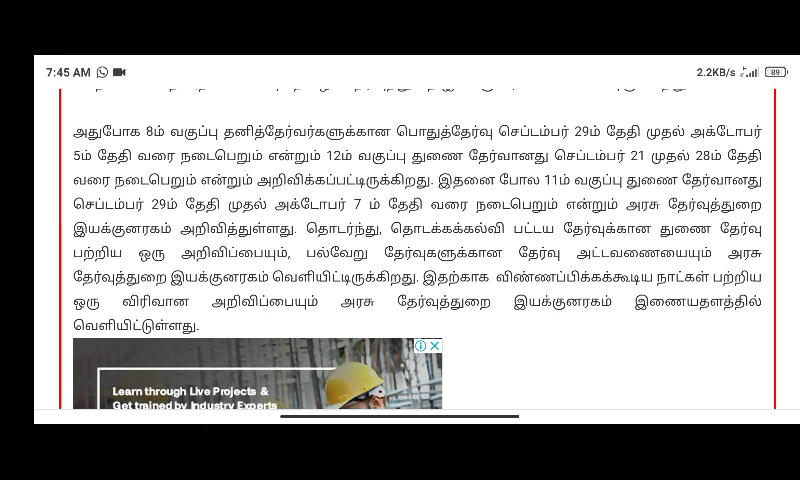 7:45 AM
2.2KB/s
89
அதுபோக 8ம் வகுப்பு தனித்தேர்வர்களுக்கான பொதுத்தேர்வு செப்டம்பர் 29ம் தேதி முதல் அக்டோபர்
5ம் தேதி வரை நடைபெறும் என்றும் 12ம் வகுப்பு துணை தேர்வானது செப்டம்பர் 21 முதல் 28ம் தேதி
வரை நடைபெறும் என்றும் அறிவிக்கப்பட்டிருக்கிறது. இதனை போல 11ம் வகுப்பு துணை தேர்வானது
செப்டம்பர் 29ம் தேதி முதல் அக்டோபர் 7 ம் தேதி வரை நடைபெறும் என்றும் அரசு தேர்வுத்துறை
இயக்குனரகம் அறிவித்துள்ளது. தொடர்ந்து, தொடக்கக்கல்வி பட்டய தேர்வுக்கான துணை தேர்வு
பற்றிய ஒரு அறிவிப்பையும், பல்வேறு தேர்வுகளுக்கான தேர்வு அட்டவணையையும் அரசு
தேர்வுத்துறை இயக்குனரகம் வெளியிட்டிருக்கிறது. இதற்காக விண்ணப்பிக்கக்கூடிய நாட்கள் பற்றிய
ஒரு விரிவான அறிவிப்பையும் அரசு தேர்வுத்துறை இயக்குனரகம் இணையதளத்தில்
வெளியிட்டுள்ளது.
Learn through Live Projects &
Get trained by Industry Experts